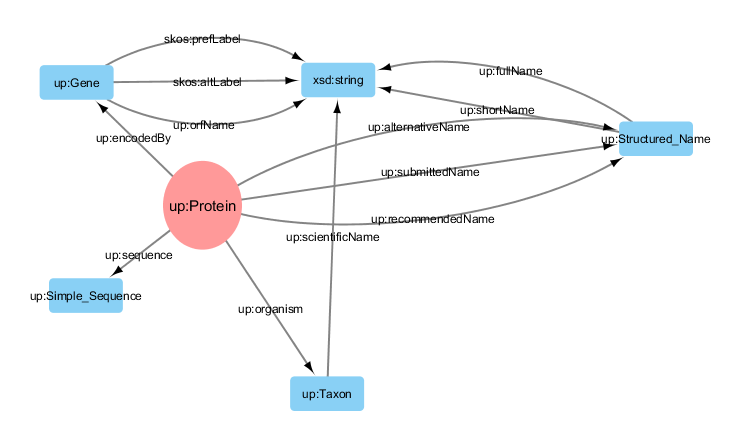 skos:prefLabel
up:Gene
xsd:string
skos:altLabel
up:fullName
up:shortName
up:orfName
up:alternativeName
up:encodedBy
up:Structured_Name
up:submittedName
up:Protein
up:recommendedName
up:scientificName
up:sequence
up:Simple_Sequence
up:organism
up:Taxon